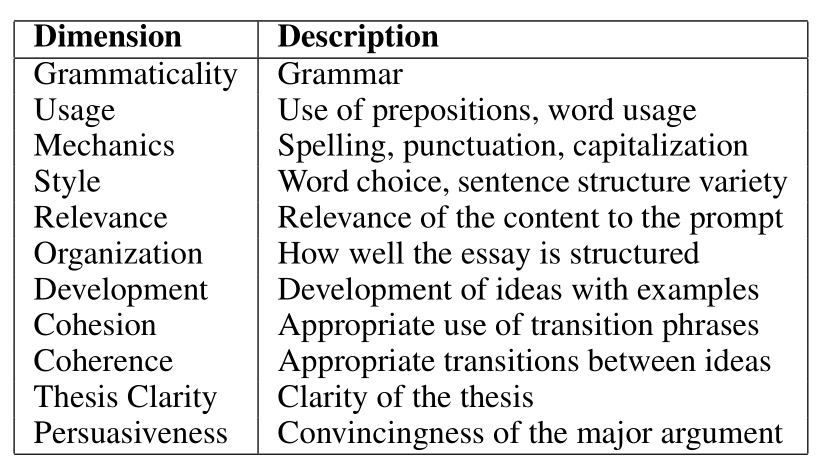 Dimension Description
Grammaticality Grammar
Usage Use of prepositions, word usage
Mechanics Spelling, punctuation, capitalization
Style Word choice, sentence structure variety
Relevance Relevance of the content to the prompt
Organization How well the essay is structured
Development Development of ideas with examples
Cohesion Appropriate use of transition phrases
Coherence Appropriate transitions between ideas
Thesis Clarity Clarity of the thesis
Persuasiveness Convincingness of the major argument